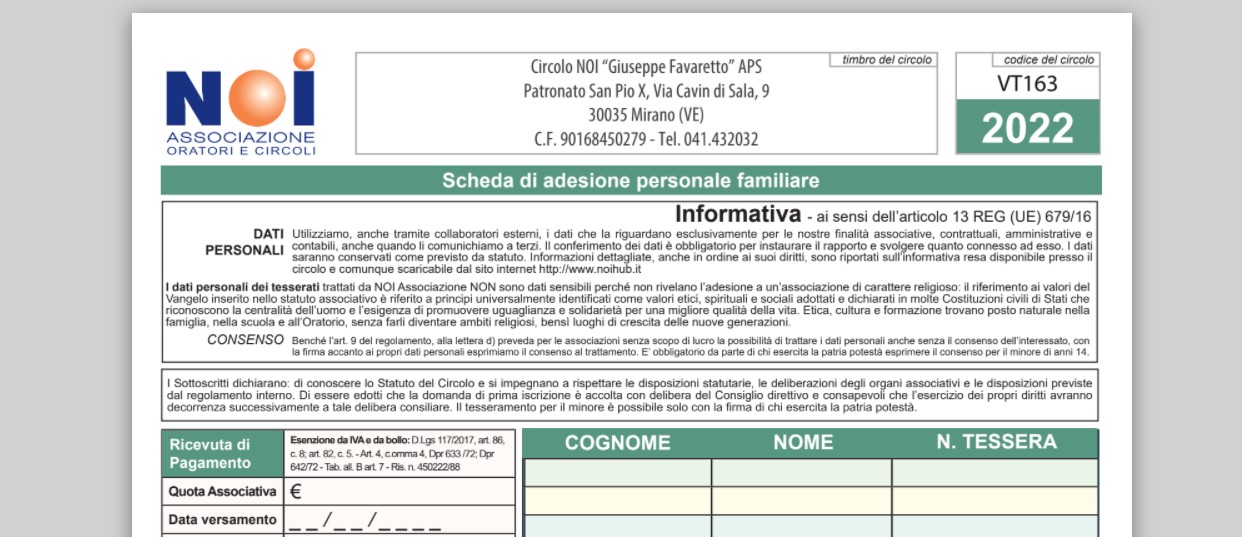 NOI
ASSOCIAZIONE
ORATORI E CIRCOLI
Circolo NOI “Giuseppe Favaretto” APS
Patronato San Pio X, Via Cavin di Sala, 9
30035 Mirano (VE)
C.F. 90168450279 - Tel. 041.432032
timbro del circolo
codice del circolo
VT163
2022
Scheda di adesione personale familiare
Informativa - ai sensi dell’articolo 13 REG (UE) 679/16
DATI PERSONALI
Utilizziamo, anche tramite collaboratori esterni, i dati che la riguardano esclusivamente per le nostre finalità associative, contrattuali, amministrative e
contabili, anche quando li comunichiamo a terzi. Il conferimento dei dati è obbligatorio per instaurare il rapporto e svolgere quanto connesso ad esso. I dati
saranno conservati come previsto da statuto. Informazioni dettagliate, anche in ordine ai suoi diritti, sono riportati sull’informativa resa disponibile presso il
circolo e comunque scaricabile dal sito internet http://www.noihub.it
I dati personali dei tesserati trattati da NOI Associazione NON sono dati sensibili perché non rivelano l’adesione a un’associazione di carattere religioso: il riferimento ai valori del
Vangelo inserito nello statuto associativo è riferito a principi universalmente identificati come valori etici, spirituali e sociali adottati e dichiarati in molte Costituzioni civili di Stati che
riconoscono la centralità dell’uomo e l’esigenza di promuovere uguaglianza e solidarietà per una migliore qualità della vita. Etica, cultura e formazione trovano posto naturale nella
famiglia, nella scuola e all’Oratorio, senza farli diventare ambiti religiosi, bensì luoghi di crescita delle nuove generazioni.
CONSENSO
Benché l’art. 9 del regolamento, alla lettera d) preveda per le associazioni senza scopo di lucro la possibilità di trattare i dati personali anche senza il consenso dell’interessato, con
la firma accanto ai propri dati personali esprimiamo il consenso al trattamento. E’ obbligatorio da parte di chi esercita la patria potestà esprimere il consenso per il minore di anni 14.
I Sottoscritti dichiarano: di conoscere lo Statuto del Circolo e si impegnano a rispettare le disposizioni statutarie, le deliberazioni degli organi associativi e le disposizioni previste
dal regolamento interno. Di essere edotti che la domanda di prima iscrizione è accolta con delibera del Consiglio direttivo e consapevoli che l’esercizio dei propri diritti avranno
decorrenza successivamente a tale delibera consiliare. Il tesseramento per il minore è possibile solo con la firma di chi esercita la patria potestà.
Ricevuta di
Pagamento
Esenzione da IVA e da bollo: D.Lgs 117/2017, art. 86,
c. 8; art. 82, c. 5. - Art. 4, c.omma 4, Dpr 633 /72; Dpr
642/72 - Tab. all. B art. 7 - Ris. n. 450222/88
Quota Associativa €
Data versamento _ _ /_ _ /_ _ _ _
COGNOME NOME N. TESSERA